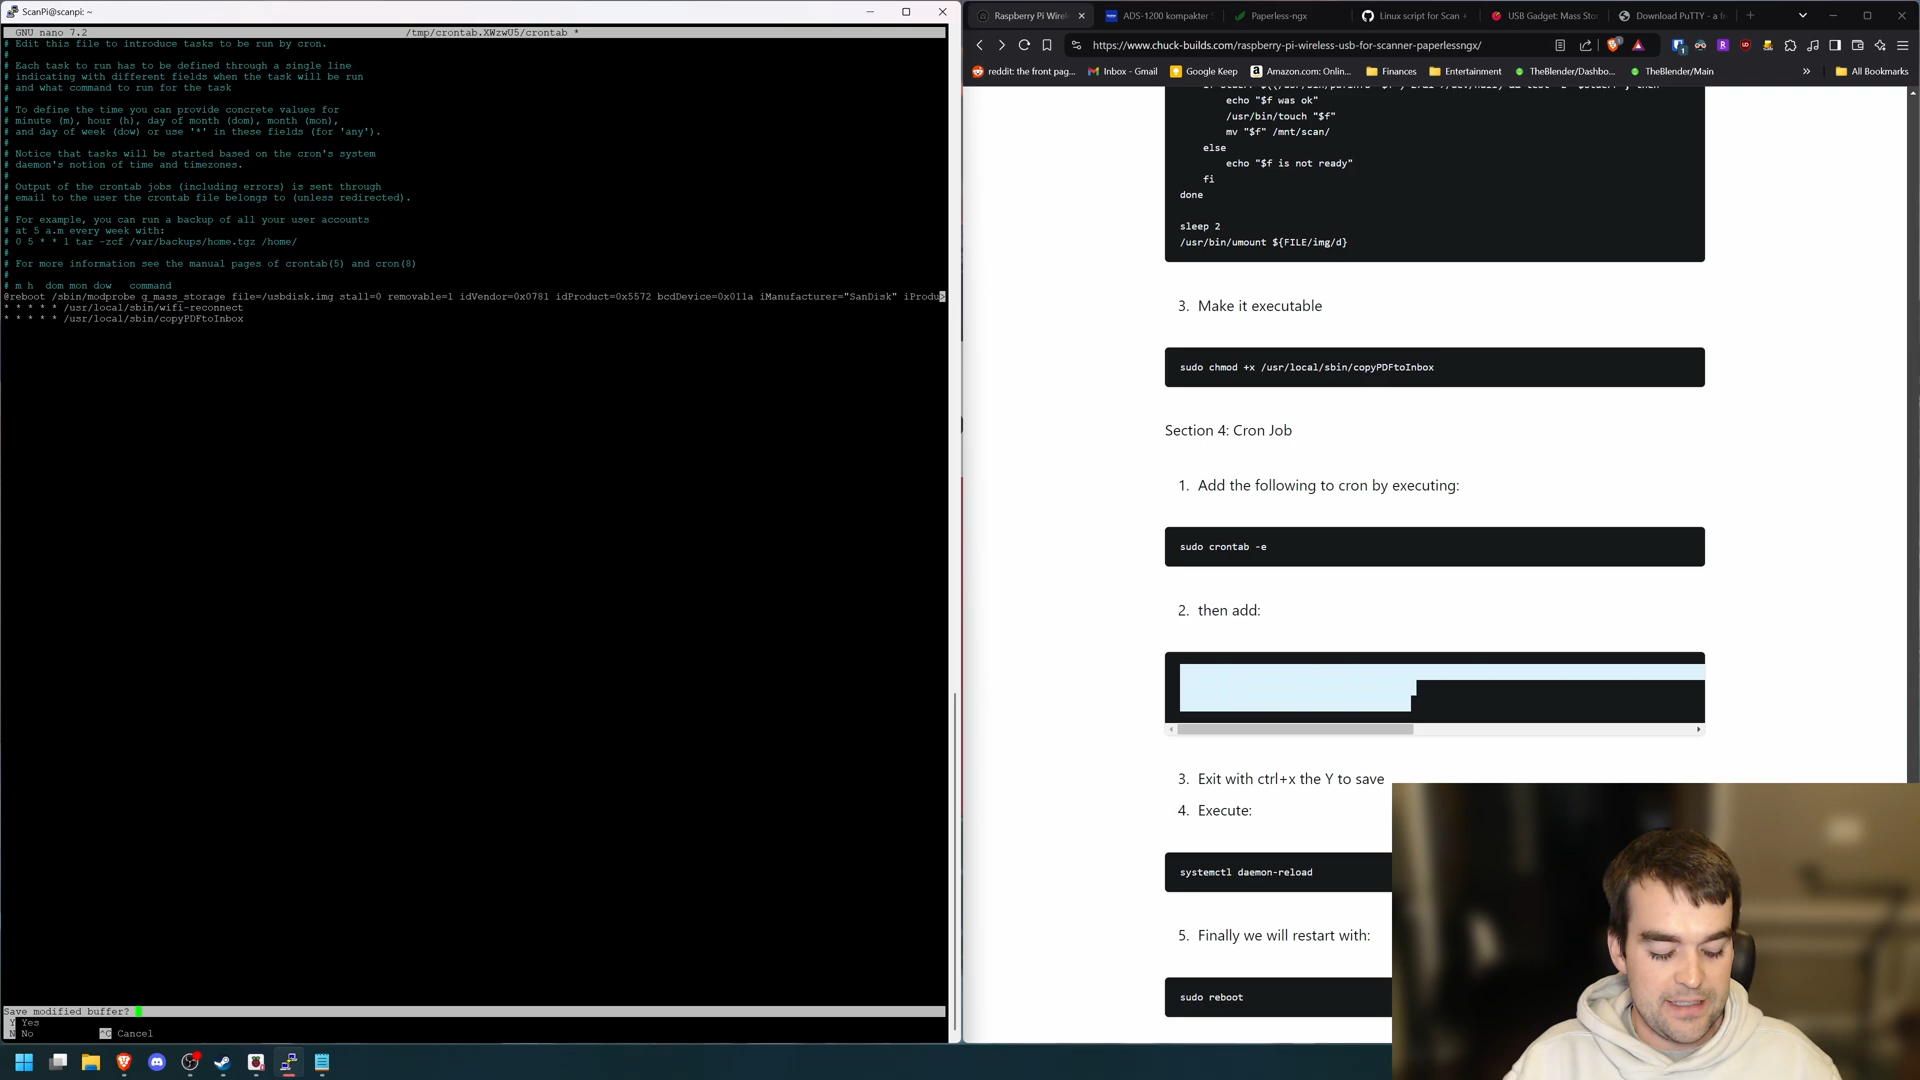 ScanPi@scanpi: ~
GNU nano 7.2 /tmp/crontab.XWzwU5/crontab *
# Edit this file to introduce tasks to be run by cron.
#
# Each task to run has to be defined through a single line
# indicating with different fields when the task will be run
# and what command to run for the task
#
# To define the time you can provide concrete values for
# minute (m), hour (h), day of month (dom), month (mon),
# and day of week (dow) or use '*' in these fields (for 'any').
#
# Notice that tasks will be started based on the cron's system
# daemon's notion of time and timezones.
#
# Output of the crontab jobs (including errors) is sent through
# email to the user the crontab file belongs to (unless redirected).
#
# For example, you can run a backup of all your user accounts
# at 5 a.m every week with:
# 0 5 * * 1 tar -zcf /var/backups/home.tgz /home/
#
# For more information see the manual pages of crontab(5) and cron(8)
#
# m h  dom mon dow   command
@reboot /sbin/modprobe g_mass_storage file=/usbdisk.img stall=0 removable=1 idVendor=0x0781 idProduct=0x5572 bcdDevice=0x011a iManufacturer="SanDisk" iProdu>
* * * * * /usr/local/sbin/wifi-reconnect
* * * * * /usr/local/sbin/copyPDFtoInbox
Save modified buffer?
Y Yes
N No ^C Cancel
Raspberry Pi Wirel
ADS-1200 kompakter S
Paperless-ngx
Linux script for Scan +
USB Gadget: Mass Stor
Download PuTTY - a fr
https://www.chuck-builds.com/raspberry-pi-wireless-usb-for-scanner-paperlessngx/
reddit: the front pag...
Inbox - Gmail
Google Keep
Amazon.com: Onlin...
Finances
Entertainment
TheBlender/Dashbo...
TheBlender/Main
All Bookmarks
echo "$f was ok"
/usr/bin/touch "$f"
mv "$f" /mnt/scan/
else
echo "$f is not ready"
fi
done
sleep 2
/usr/bin/umount ${FILE/img/d}
3. Make it executable
sudo chmod +x /usr/local/sbin/copyPDFtoInbox
Section 4: Cron Job
1. Add the following to cron by executing:
sudo crontab -e
2. then add:
3. Exit with ctrl+x the Y to save
4. Execute:
systemctl daemon-reload
5. Finally we will restart with:
sudo reboot